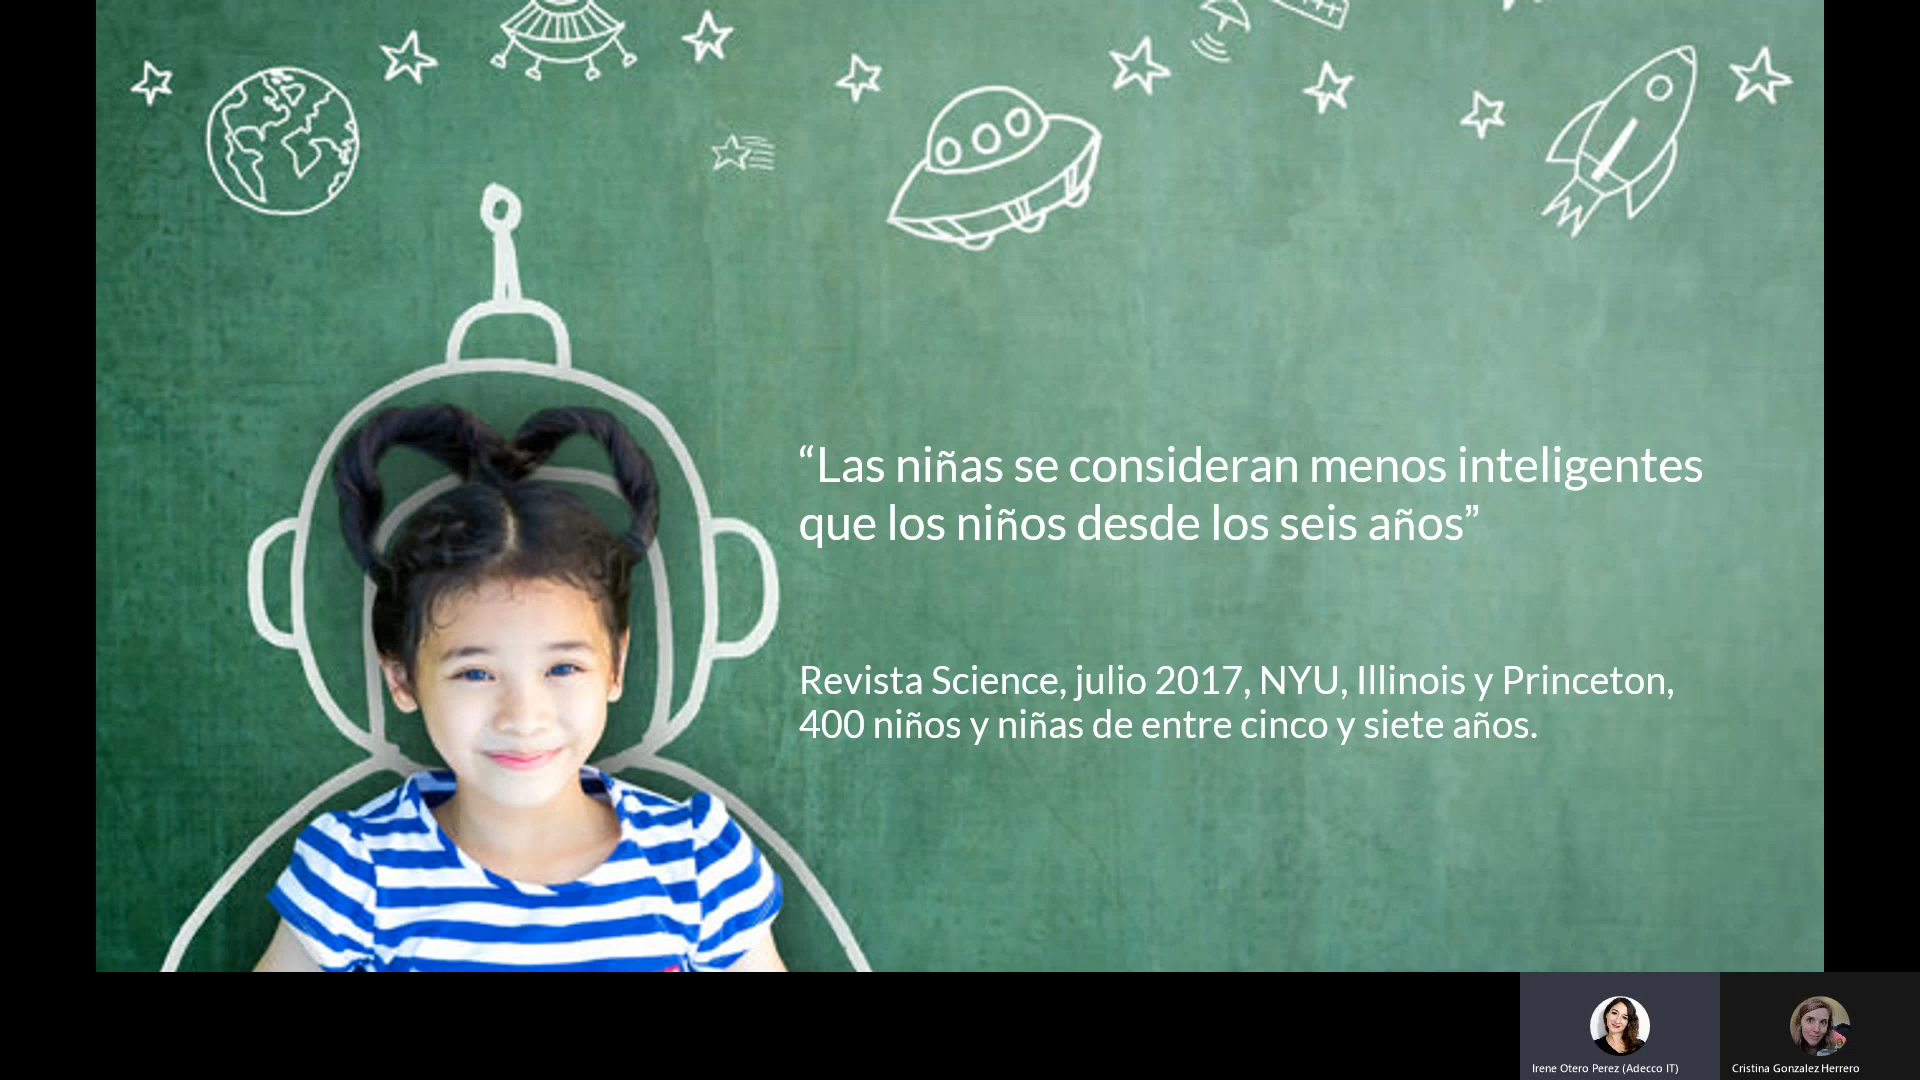 “Las niñas se consideran menos inteligentes
que los niños desde los seis años”
Revista Science, julio 2017, NYU, Illinois y Princeton,
400 niños y niñas de entre cinco y siete años.
Irene Otero Perez (Adecco IT)
Cristina Gonzalez Herrero